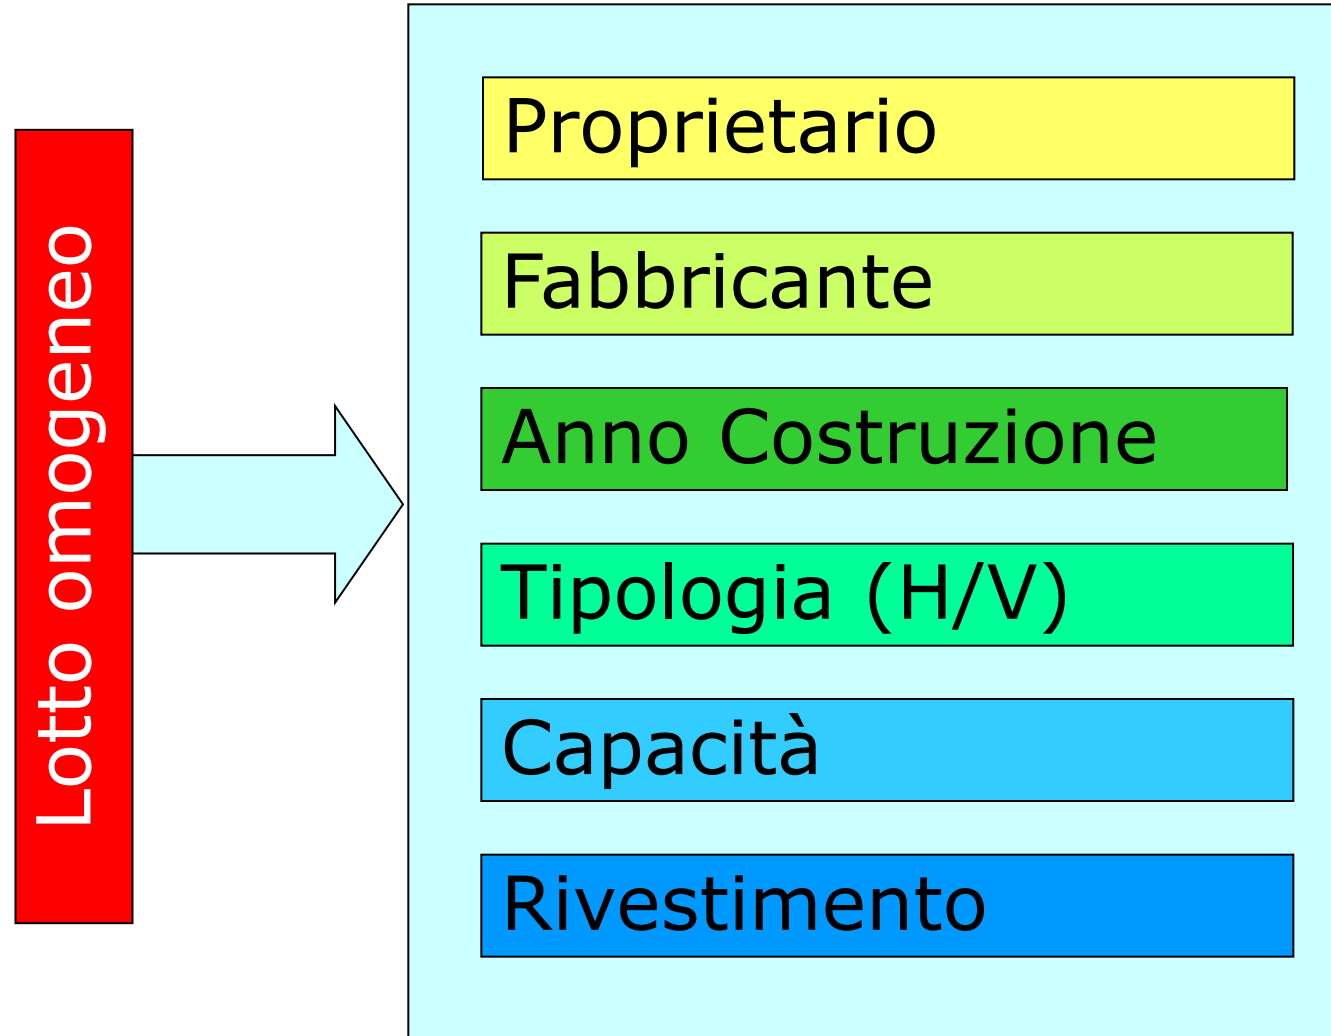 Lotto omogeneo
Proprietario
Fabbricante
Anno Costruzione
Tipologia (H/V)
Capacità
Rivestimento